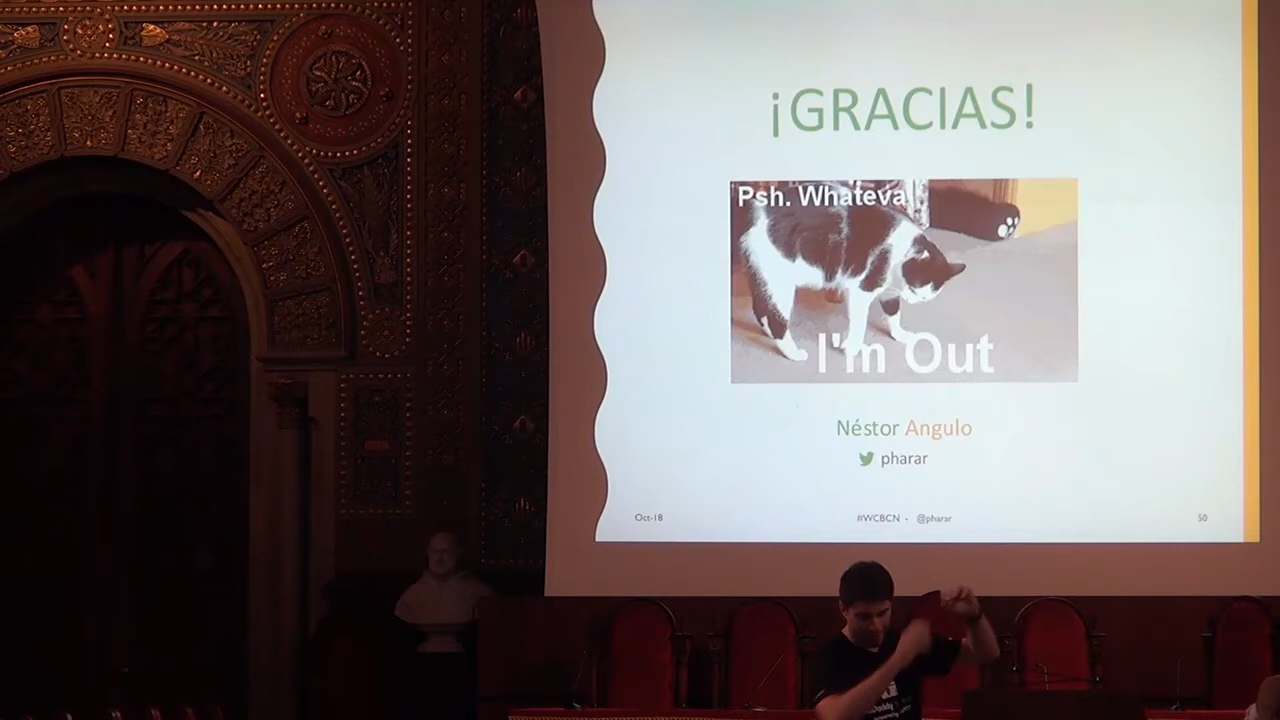 ¡GRACIAS!
Psh. Whateva
I'm Out
Néstor Angulo
pharar
Oct-18
#WCBCN - @pharar
50